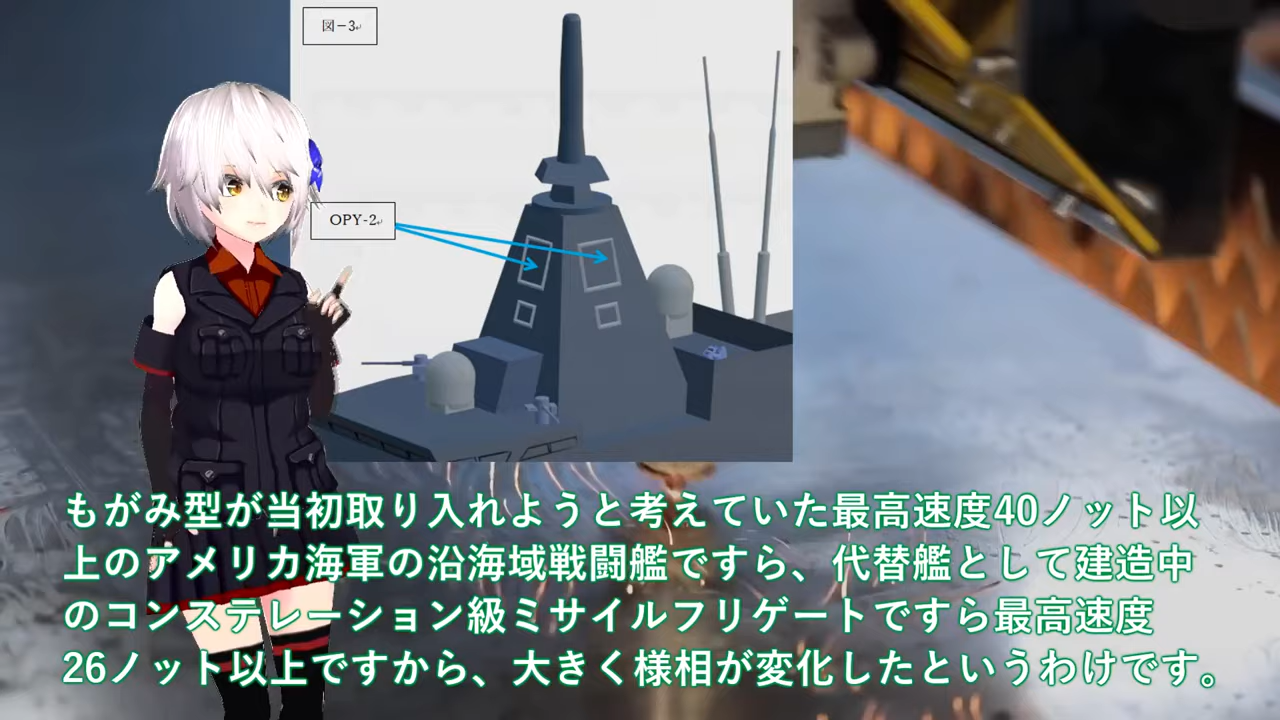 図－3
OPY-2
もがみ型が当初取り入れようと考えていた最高速度40ノット以
上のアメリカ海軍の沿海域戦闘艦ですら、代替艦として建造中
のコンステレーション級ミサイルフリゲートですら最高速度
26ノット以上ですから、大きく様相が変化したというわけです。